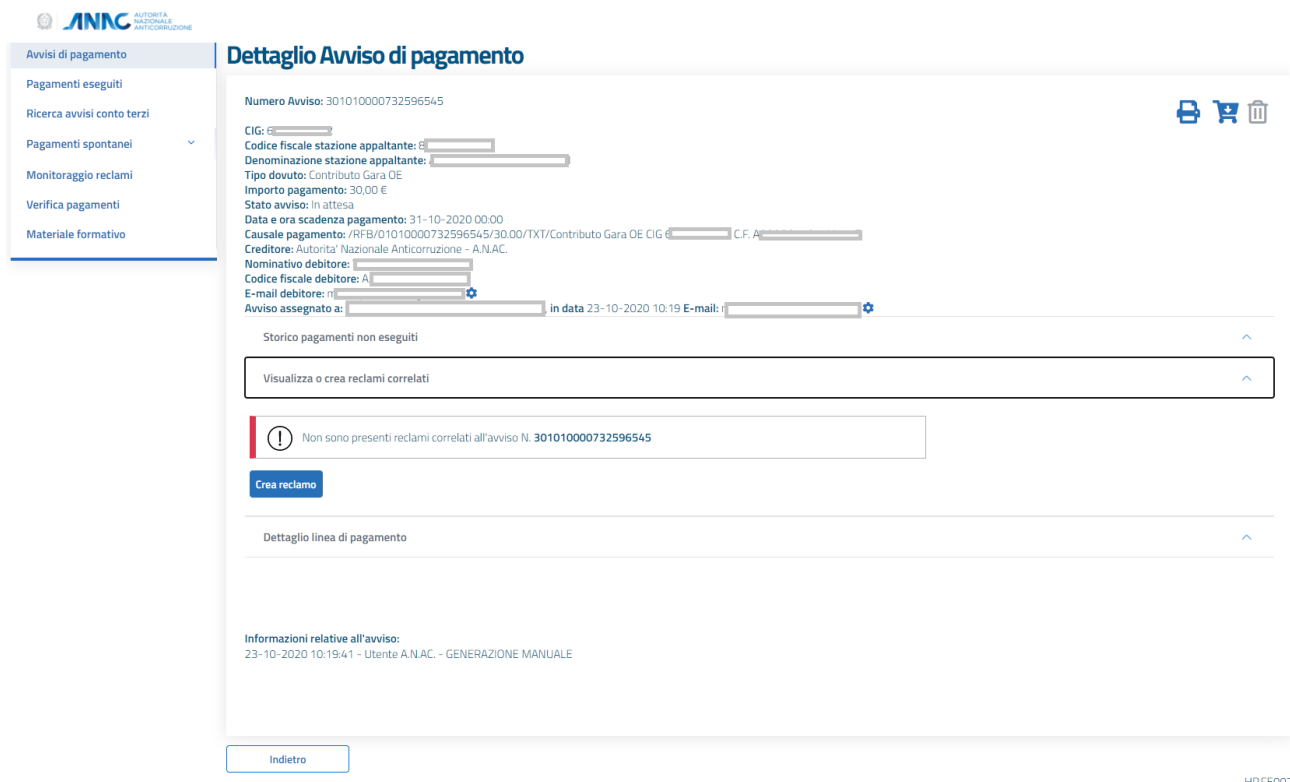 ANAC AUTORITÀ
NAZIONALE
ANTICORRUZIONE
Avvisi di pagamento
Pagamenti eseguiti
Ricerca avvisi conto terzi
Pagamenti spontanei
Monitoraggio reclami
Verifica pagamenti
Materiale formativo
Dettaglio Avviso di pagamento
Numero Avviso: 301010000732596545
CIG: 6
Codice fiscale stazione appaltante: 8
Denominazione stazione appaltante:
Tipo dovuto: Contributo Gara OE
Importo pagamento: 30,00 €
Stato avviso: In attesa
Data e ora scadenza pagamento: 31-10-2020 00:00
Causale pagamento: /RFB/01010000732596545/30.00/TXT/Contributo Gara OE CIG 6 C.F. A
Creditore: Autorita' Nazionale Anticorruzione - A.N.AC.
Nominativo debitore:
Codice fiscale debitore: A
E-mail debitore:
Avviso assegnato a: , in data 23-10-2020 10:19 E-mail:
Storico pagamenti non eseguiti
Visualizza o crea reclami correlati
Non sono presenti reclami correlati all'avviso N. 301010000732596545
Crea reclamo
Dettaglio linea di pagamento
Informazioni relative all'avviso:
23-10-2020 10:19:41 - Utente A.N.AC. - GENERAZIONE MANUALE
Indietro